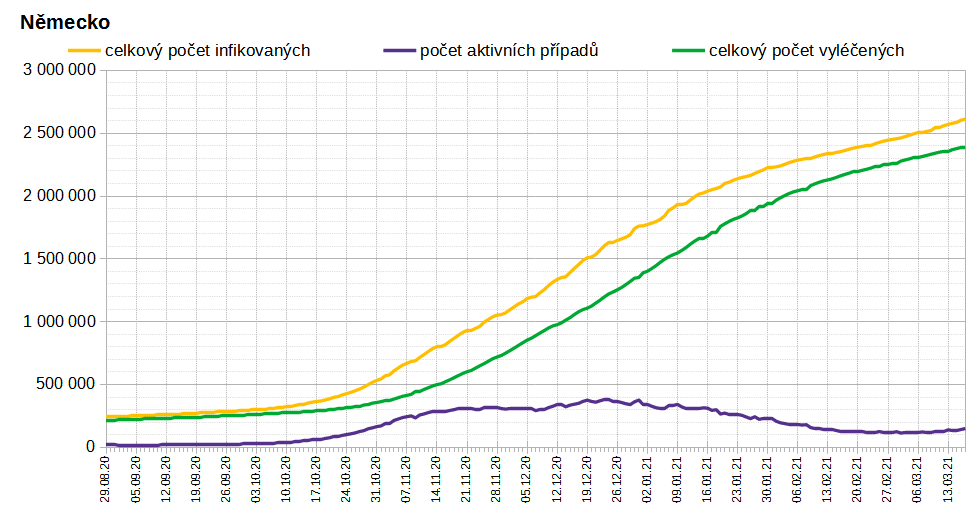 Německo
celkový počet infikovaných počet aktivních případů celkový počet vyléčených
3 000 000
2 500 000
2 000 000
1 500 000
1 000 000
500 000
0
29.08.20 05.09.20 12.09.20 19.09.20 26.09.20 03.10.20 10.10.20 17.10.20 24.10.20 31.10.20 07.11.20 14.11.20 21.11.20 28.11.20 05.12.20 12.12.20 19.12.20 26.12.20 02.01.21 09.01.21 16.01.21 23.01.21 30.01.21 06.02.21 13.02.21 20.02.21 27.02.21 06.03.21 13.03.21